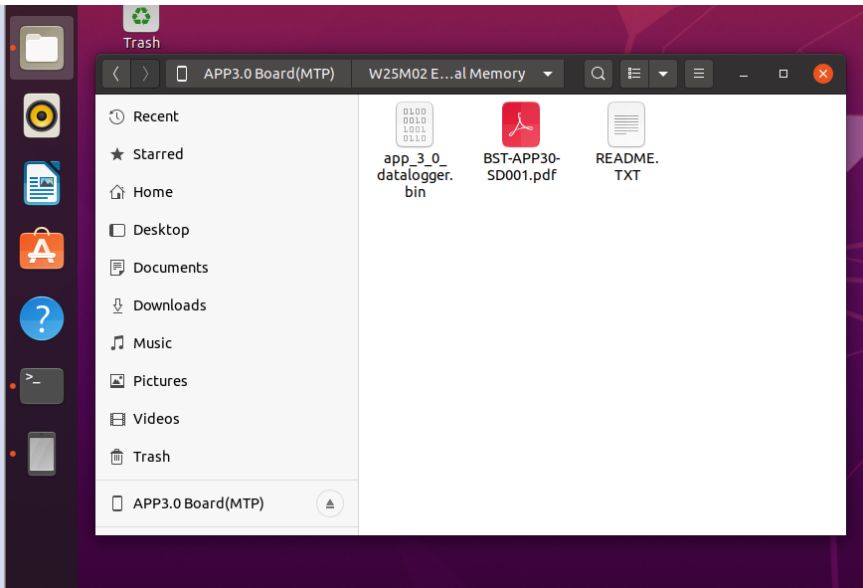 Trash
APP3.0 Board(MTP)
W25M02 E...al Memory
Recent
Starred
Home
Desktop
Documents
Downloads
Music
Pictures
Videos
Trash
APP3.0 Board(MTP)
0100
0010
1001
0110
app_3_0_
datalogger.
bin
BST-APP30-
SD001.pdf
README.
TXT